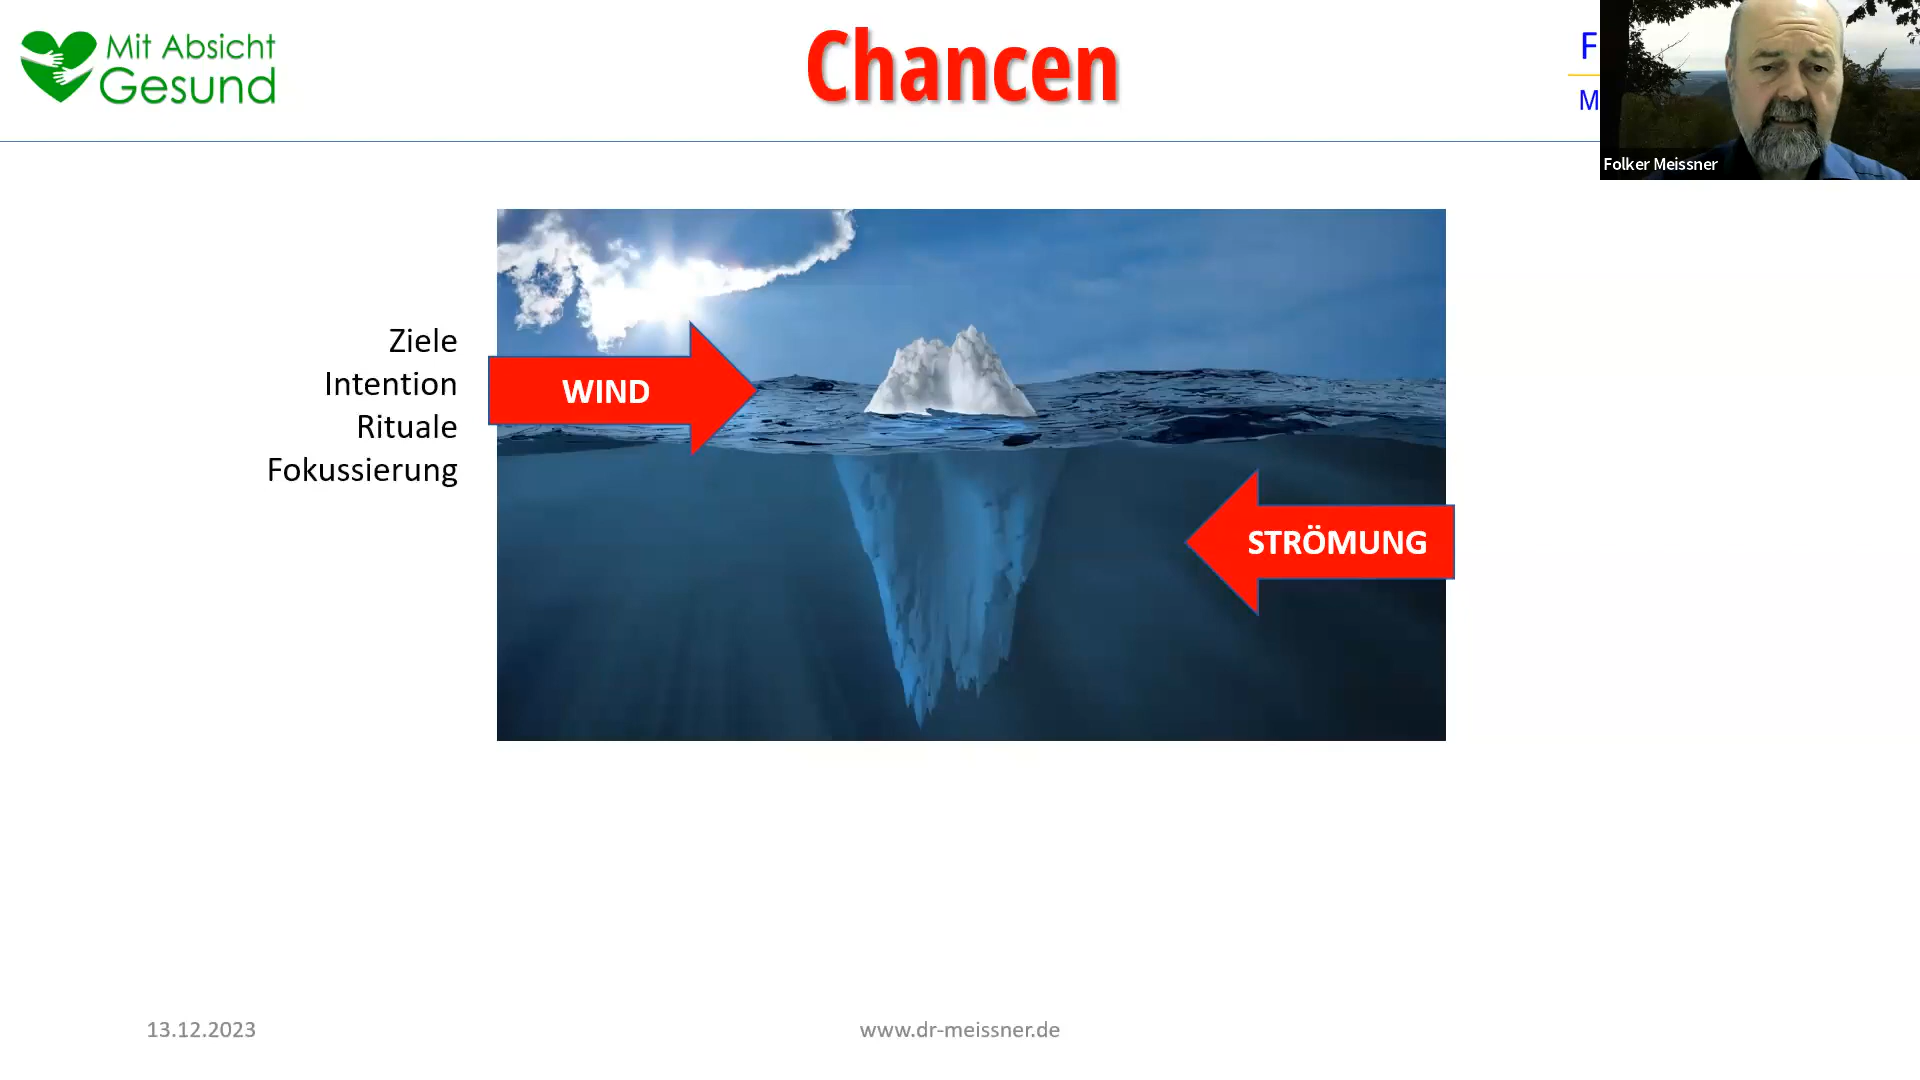 Mit Absicht
Gesund
Chancen
F
M
Folker Meissner
Ziele
Intention
Rituale
Fokussierung
WIND
STRÖMUNG
13.12.2023
www.dr-meissner.de